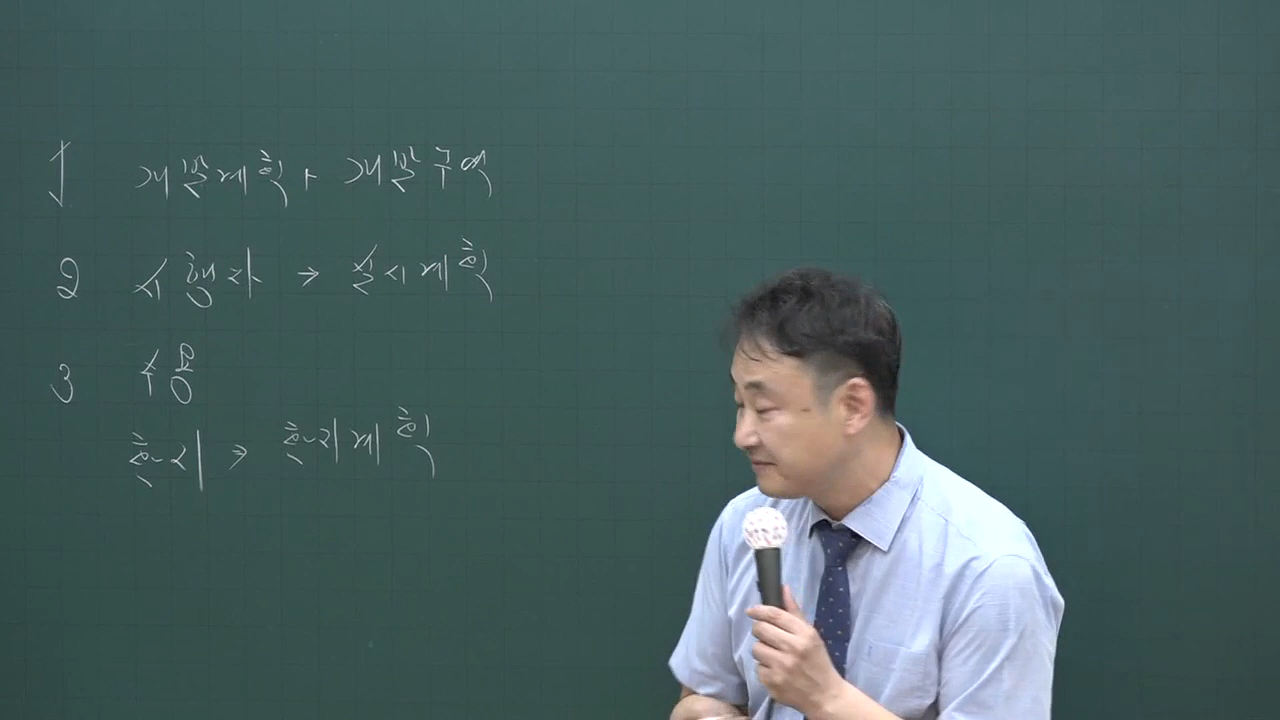 1 개발계획 + 개발구역
2 시행자 → 실시계획
3 수용
환지 → 환지계획